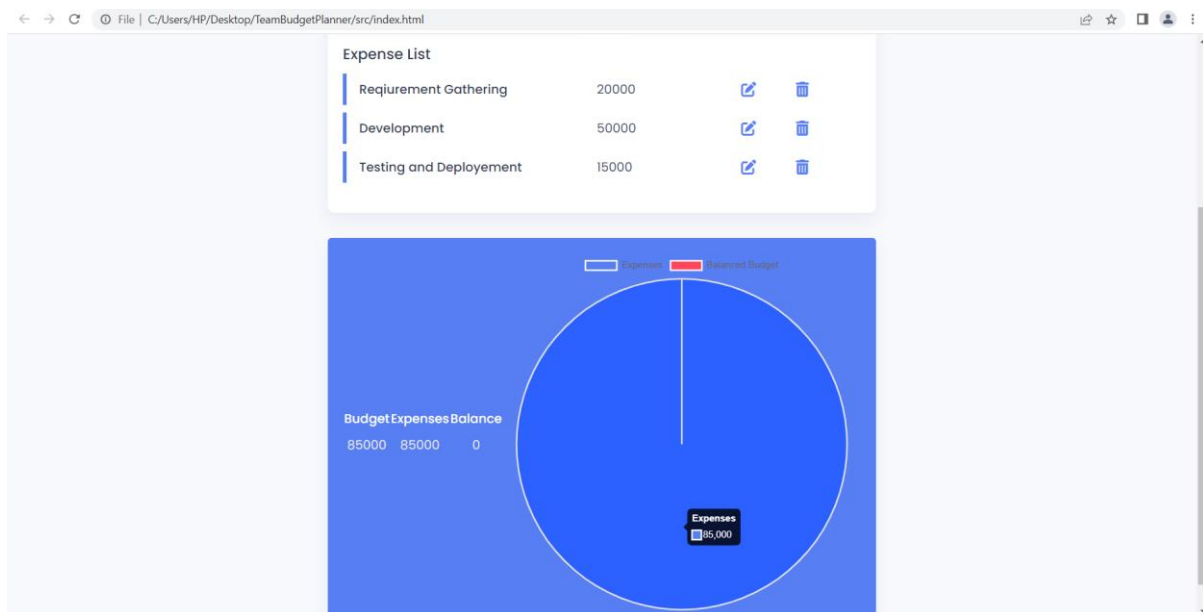 File | C:/Users/HP/Desktop/TeamBudgetPlanner/src/index.html
Expense List
Reqiurement Gathering 20000
Development 50000
Testing and Deployement 15000
Expenses Balanced Budget
Budget Expenses Balance
85000 85000 0
Expenses
85,000